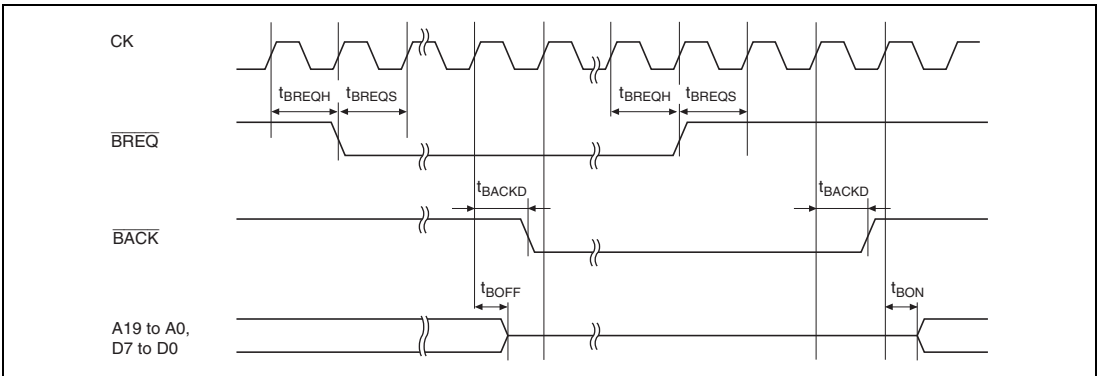 CK
tBREQH tBREQS tBREQH tBREQS
BREQ
tBACKD tBACKD
BACK
tBOFF tBON
A19 to A0,
D7 to D0